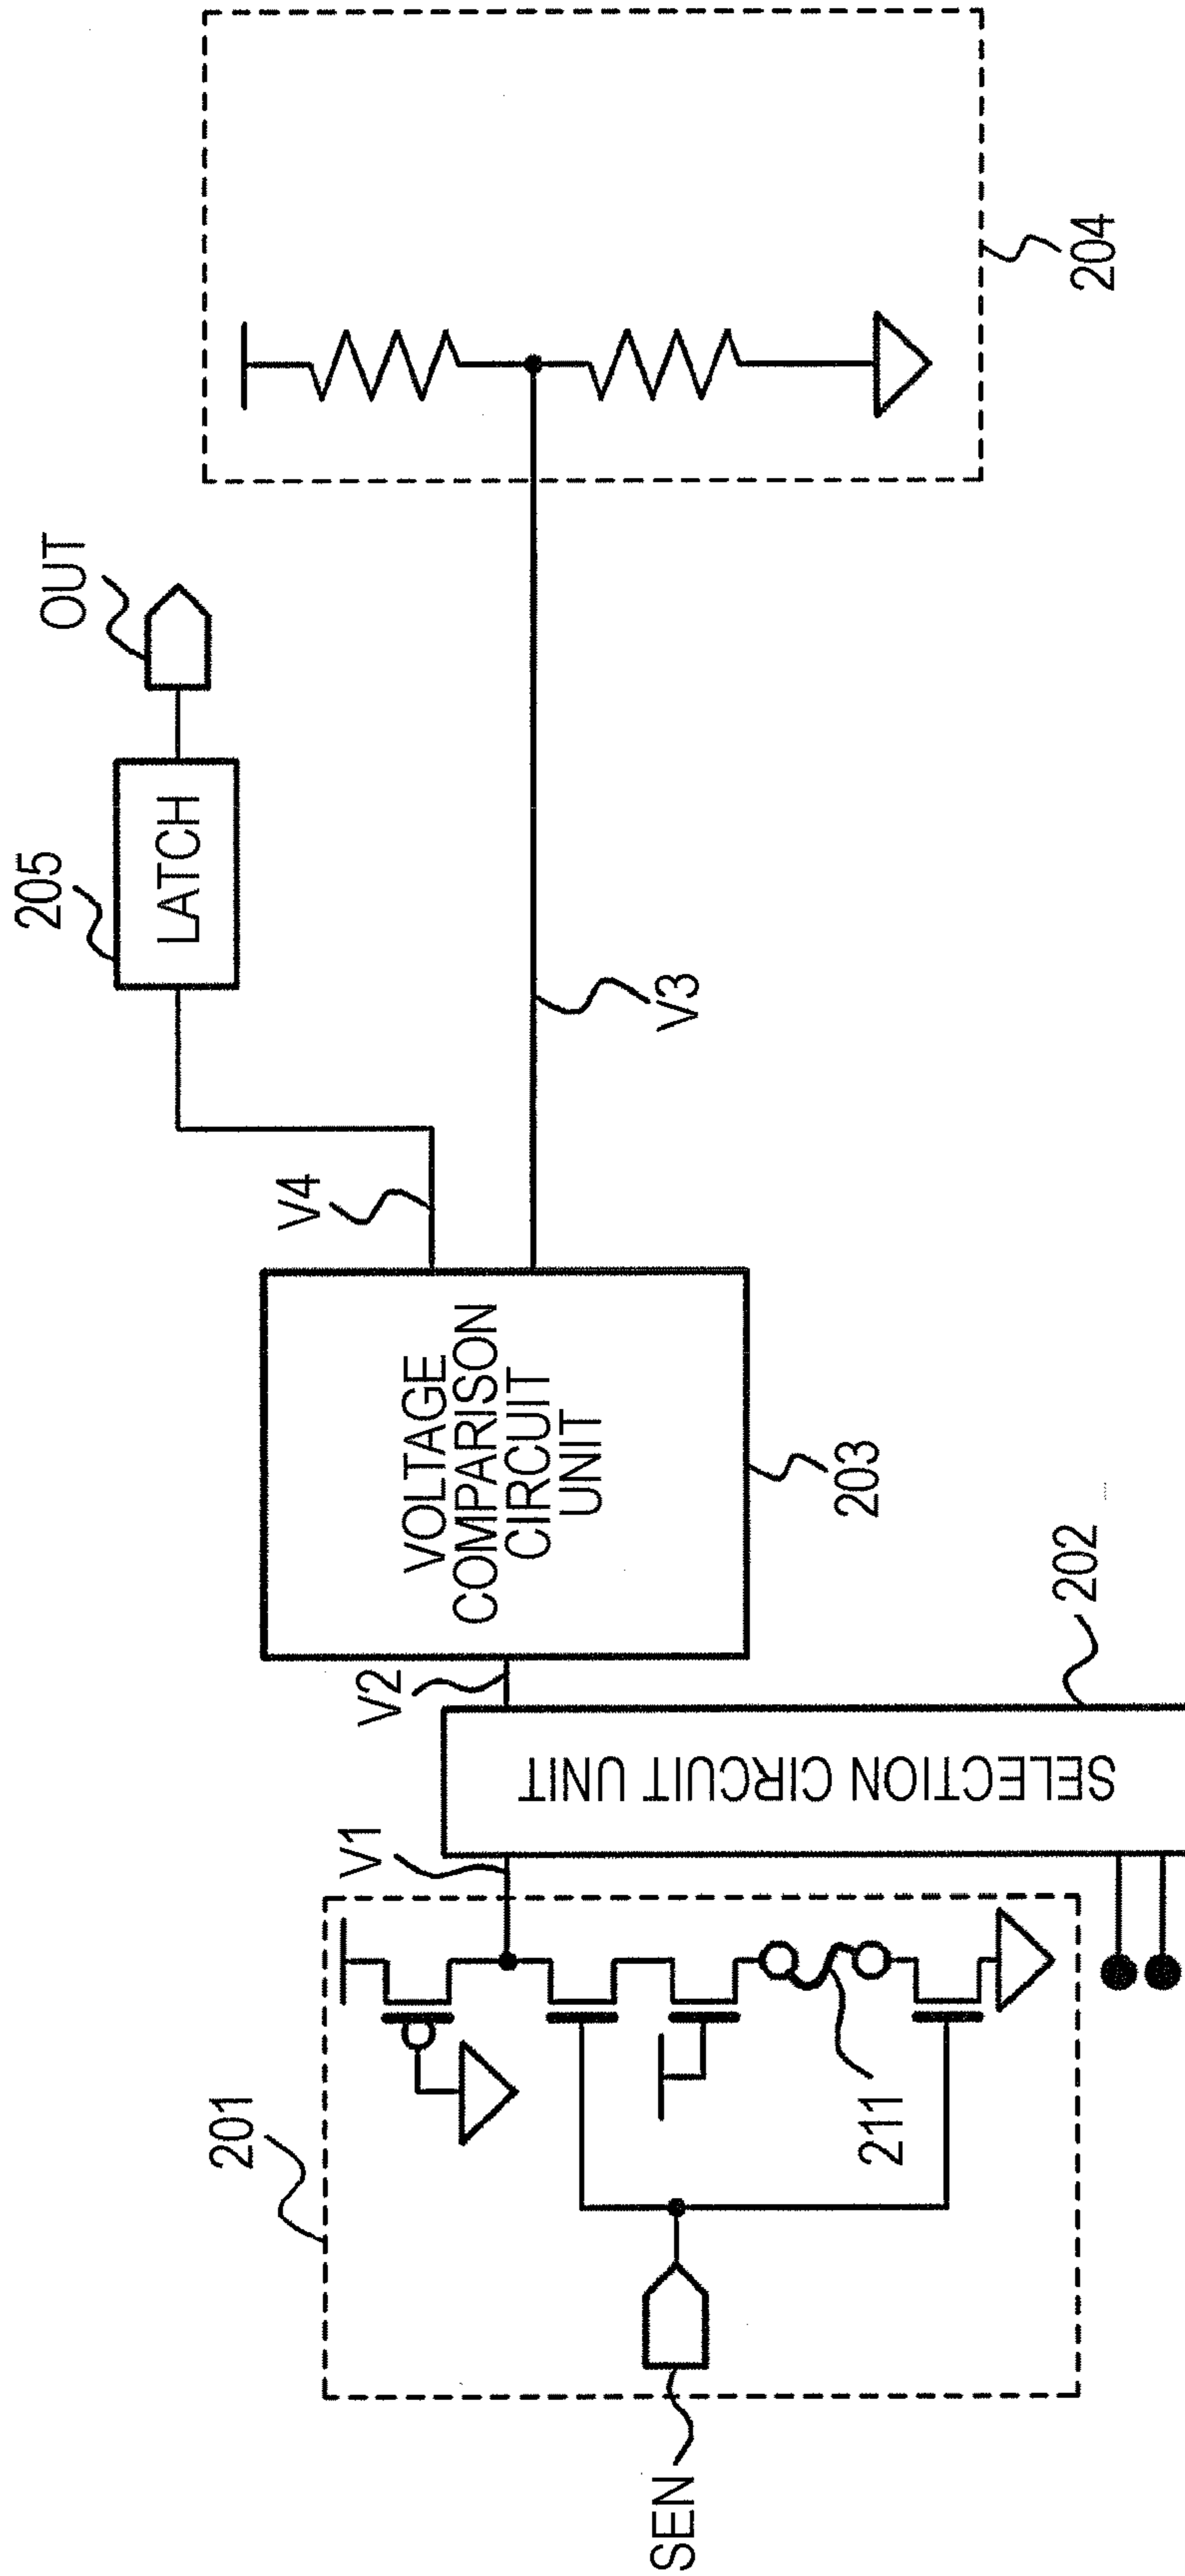 SEN
201
211
V1
SELECTION CIRCUIT UNIT
202
V2
VOLTAGE
COMPARISON
CIRCUIT
UNIT
203
V4
V3
205
LATCH
OUT
204